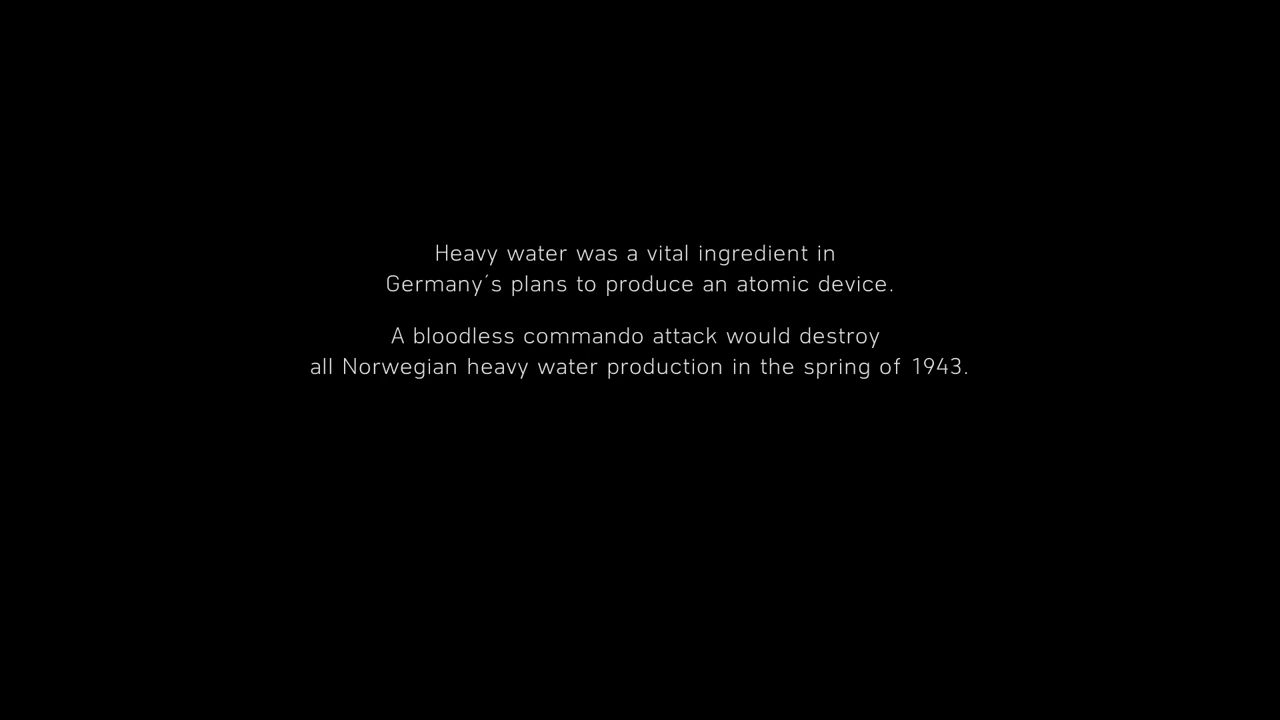 Heavy water was a vital ingredient in
Germany´s plans to produce an atomic device.
A bloodless commando attack would destroy
all Norwegian heavy water production in the spring of 1943.